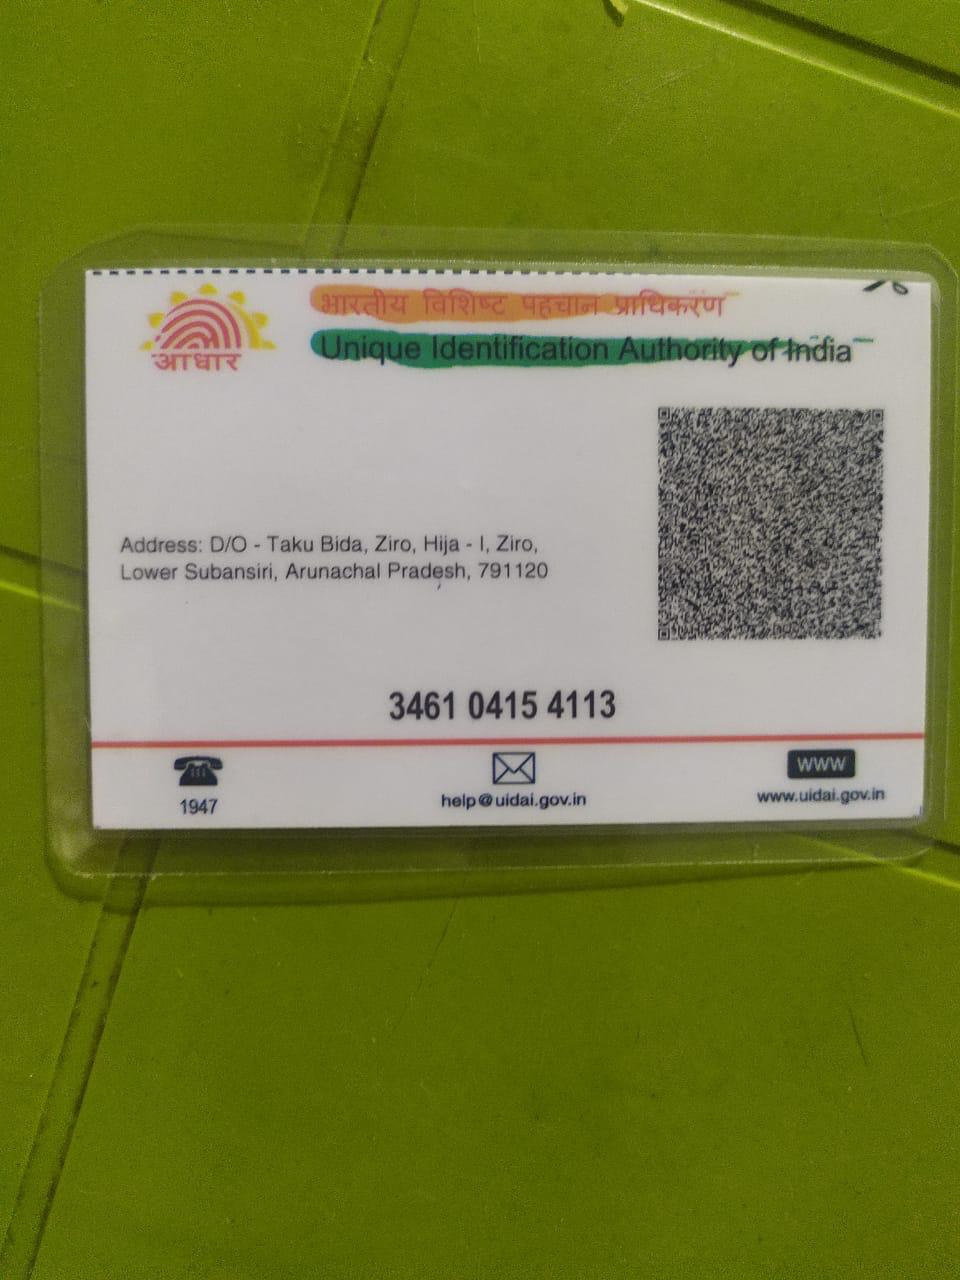 भारतीय विशिष्ट पहचान प्राधिकरण
आधार
Unique Identification Authority of India
Address: D/O - Taku Bida, Ziro, Hija - I, Ziro,
Lower Subansiri, Arunachal Pradesh, 791120
3461 0415 4113
WWW
1947
help@uidai.gov.in
www.uidai.gov.in